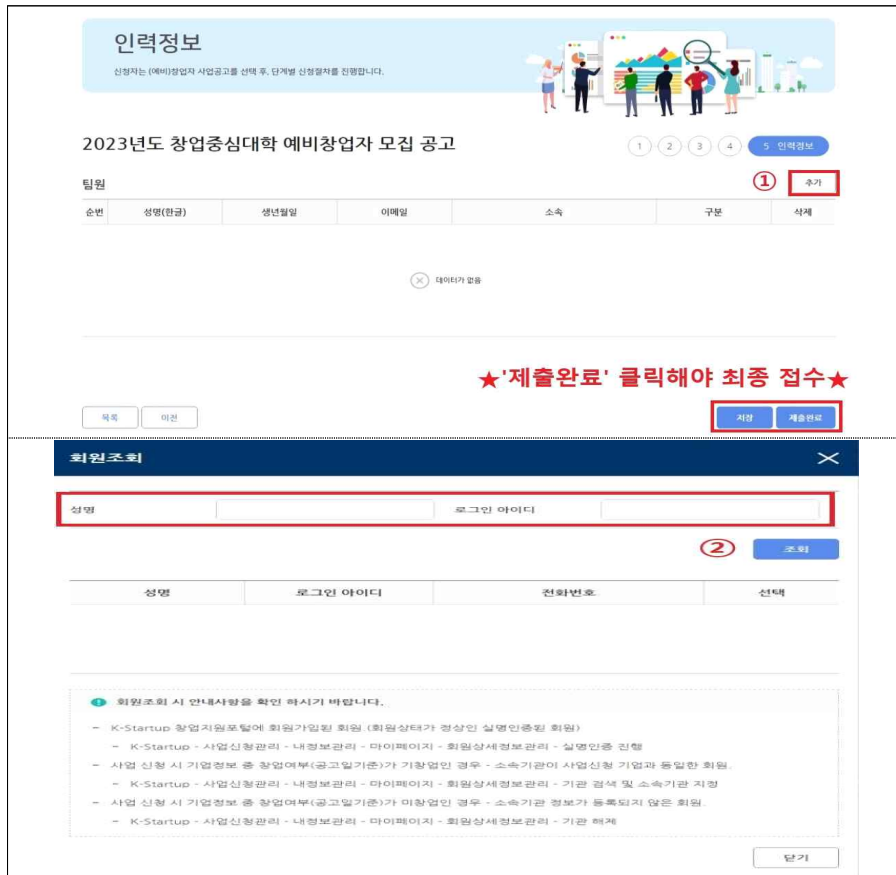 인력정보
신청자는 (예비)창업자 사업공고를 선택 후, 단계별 신청절차를 진행합니다.
2023년도 창업중심대학 예비창업자 모집 공고
1 2 3 4 5 인력정보
팀원
① 추가
순번 성명(한글) 생년월일 이메일 소속 구분 삭제
데이터가 없음
★'제출완료' 클릭해야 최종 접수★
목록 이전 저장 제출완료
회원조회
성명 로그인 아이디
② 조회
성명 로그인 아이디 전화번호 선택
회원조회 시 안내사항을 확인 하시기 바랍니다.
- K-Startup 창업지원포털에 회원가입된 회원 (회원상태가 정상인 실명인증된 회원)
- K-Startup - 사업신청관리 - 내정보관리 - 마이페이지 - 회원상세정보관리 - 실명인증 진행
- 사업 신청 시 기업정보 중 창업여부(공고일기준)가 기창업인 경우 - 소속기관이 사업신청 기업과 동일한 회원.
- K-Startup - 사업신청관리 - 내정보관리 - 마이페이지 - 회원상세정보관리 - 기관 검색 및 소속기관 지정
- 사업 신청 시 기업정보 중 창업여부(공고일기준)가 미창업인 경우 - 소속기관 정보가 등록되지 않은 회원.
- K-Startup - 사업신청관리 - 내정보관리 - 마이페이지 - 회원상세정보관리 - 기관 해제
닫기